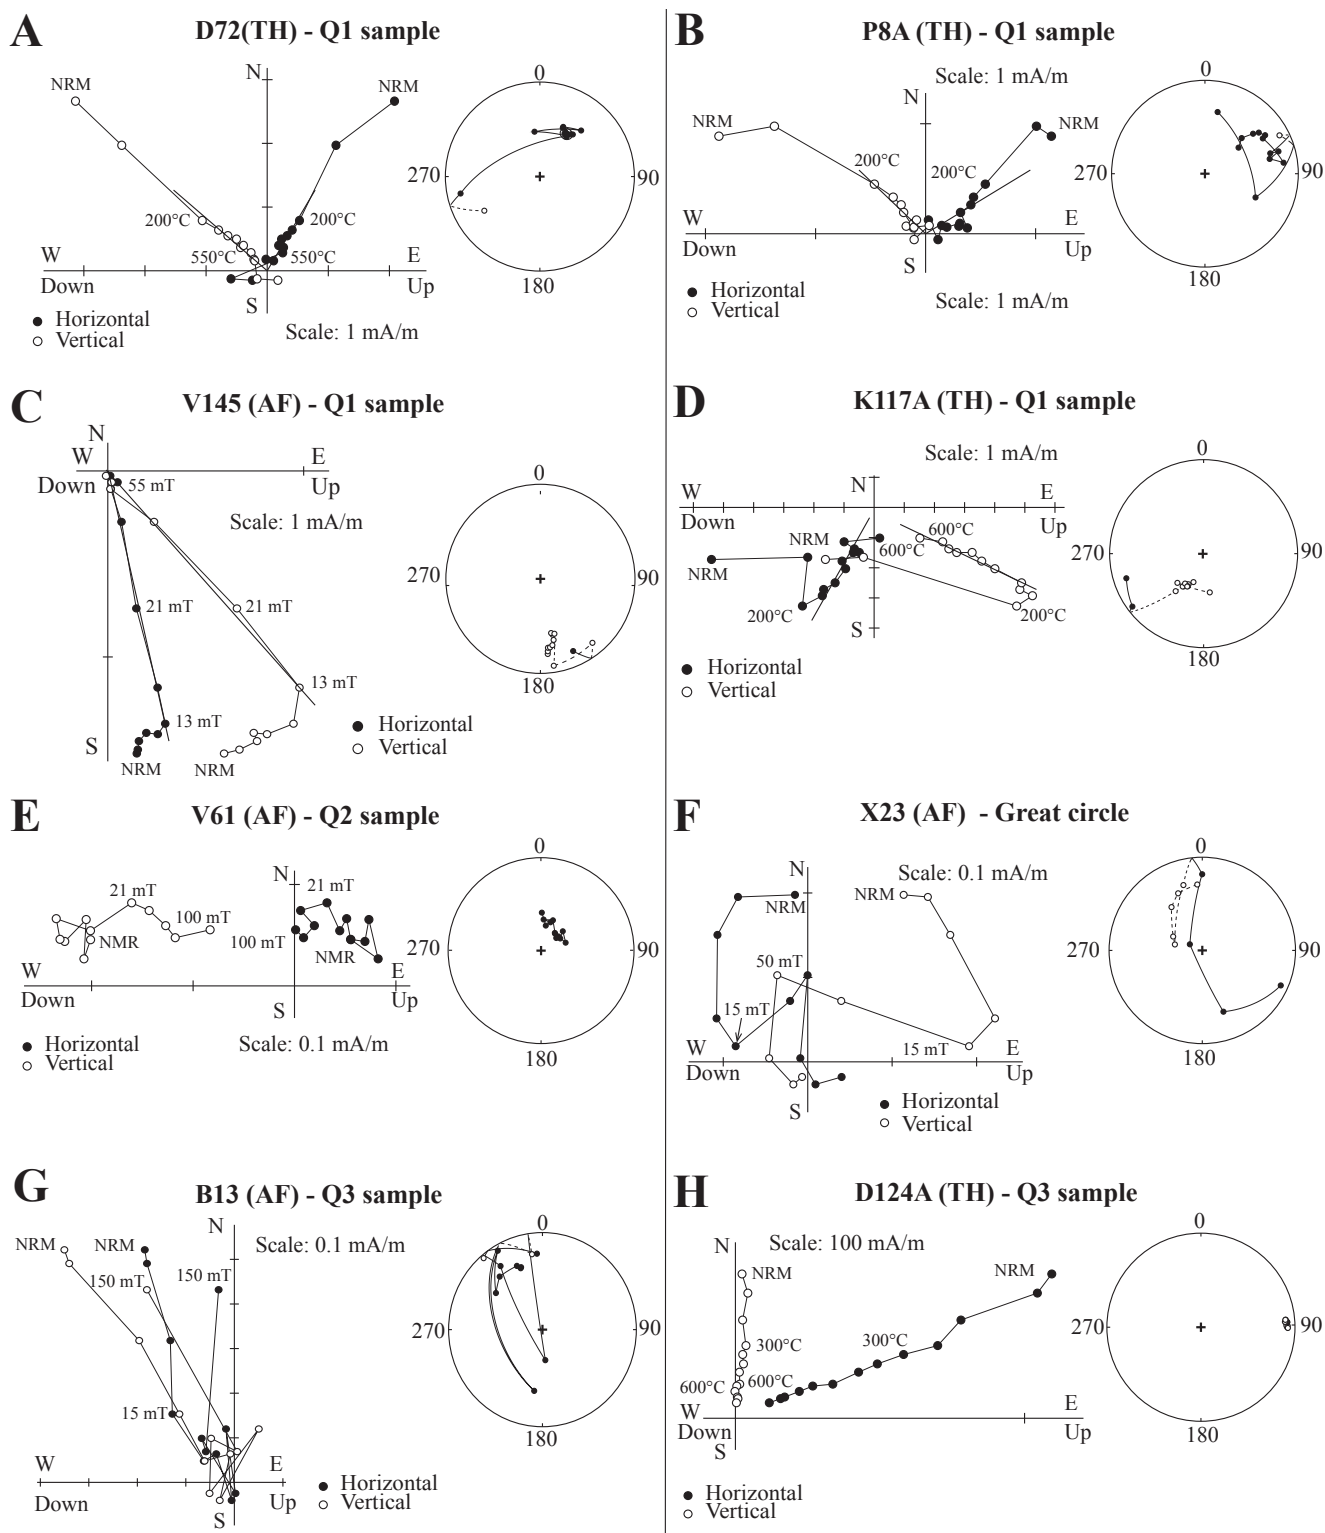 A
D72(TH) - Q1 sample
N
NRM
NRM
0
270
90
200°C
200°C
550°C
550°C
W
E
Down
Up
S
180
Horizontal
Vertical
Scale: 1 mA/m
B
P8A (TH) - Q1 sample
Scale: 1 mA/m
0
N
NRM
NRM
200°C
200°C
270
90
W
E
Down
Up
S
180
Horizontal
Vertical
Scale: 1 mA/m
C
V145 (AF) - Q1 sample
N
W
E
Down
55 mT
Up
0
Scale: 1 mA/m
270
90
21 mT
21 mT
180
13 mT
13 mT
Horizontal
Vertical
S
NRM
NRM
D
K117A (TH) - Q1 sample
Scale: 1 mA/m
0
W
N
E
Down
Up
NRM
600°C
600°C
NRM
270
90
200°C
200°C
S
180
Horizontal
Vertical
E
V61 (AF) - Q2 sample
0
N
21 mT
21 mT
100 mT
100 mT
NMR
NMR
270
90
W
E
Down
Up
S
180
Horizontal
Vertical
Scale: 0.1 mA/m
F
X23 (AF) - Great circle
0
N
Scale: 0.1 mA/m
NRM
NRM
50 mT
270
90
15 mT
15 mT
W
E
Down
Up
S
180
Horizontal
Vertical
G
B13 (AF) - Q3 sample
N
0
NRM
NRM
Scale: 0.1 mA/m
150 mT
150 mT
270
90
15 mT
180
W
E
Down
Up
S
Horizontal
Vertical
H
D124A (TH) - Q3 sample
0
N
Scale: 100 mA/m
NRM
NRM
270
90
300°C
300°C
600°C
600°C
W
E
Down
Up
S
180
Horizontal
Vertical